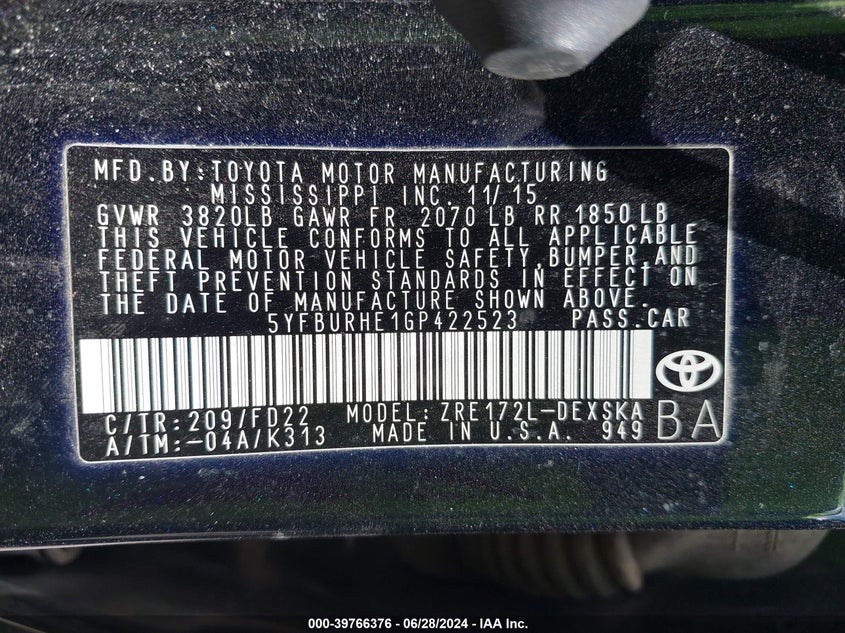 MFD.BY:TOYOTA MOTOR MANUFACTURING
MISSISSIPPI INC. 11/15
GVWR 3820LB GAWR FR 2070 LB RR 1850 LB
THIS VEHICLE CONFORMS TO ALL APPLICABLE
FEDERAL MOTOR VEHICLE SAFETY,BUMPER,AND
THEFT PREVENTION STANDARDS IN EFFECT ON
THE DATE OF MANUFACTURE SHOWN ABOVE.
5YFBURHE1GP422523 PASS.CAR
C/TR:209/FD22 MODEL:ZRE172L-DEXSKA
A/TM:-04A/K313 MADE IN U.S.A. 949 BA
000-39766376 - 06/28/2024 - IAA Inc.